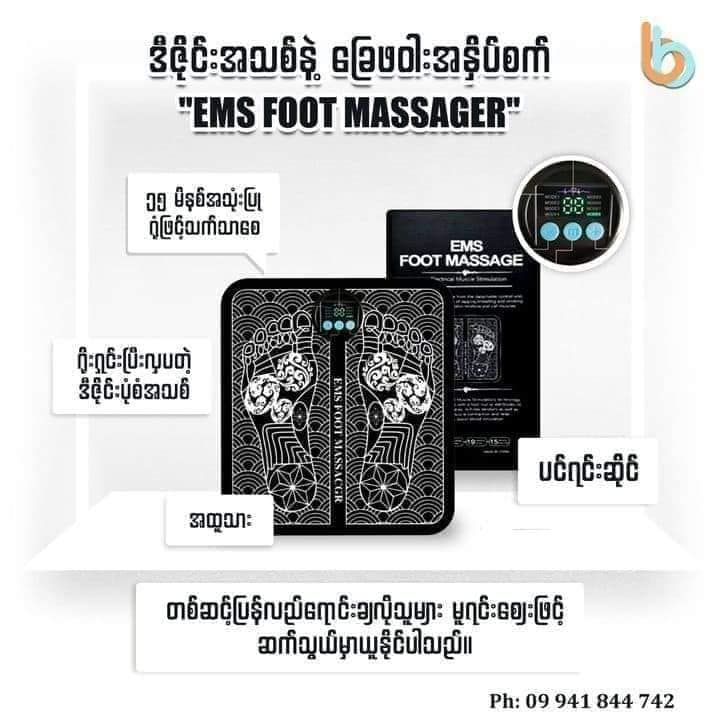 ဒီဇိုင်းအသစ်နဲ့ ခြေဖဝါးအနှိပ်စက်
"EMS FOOT MASSAGER"
၁၅ မိနစ်အသုံးပြု
ဂုံဖြင့်သက်သာစေ
EMS
FOOT MASSAGE
Electrical Muscle Stimulation
ရိုးရှင်းပြီးလှပတဲ့
ဒီဇိုင်းပုံစံအသစ်
EMS FOOT MASSAGER
ပင်ရင်းဆိုင်
အထူသား
တစ်ဆင့်ပြန်လည်ရောင်းချလိုသူများ မူရင်းဈေးဖြင့်
ဆက်သွယ်မှာယူနိုင်ပါသည်။
Ph: 09 941 844 742